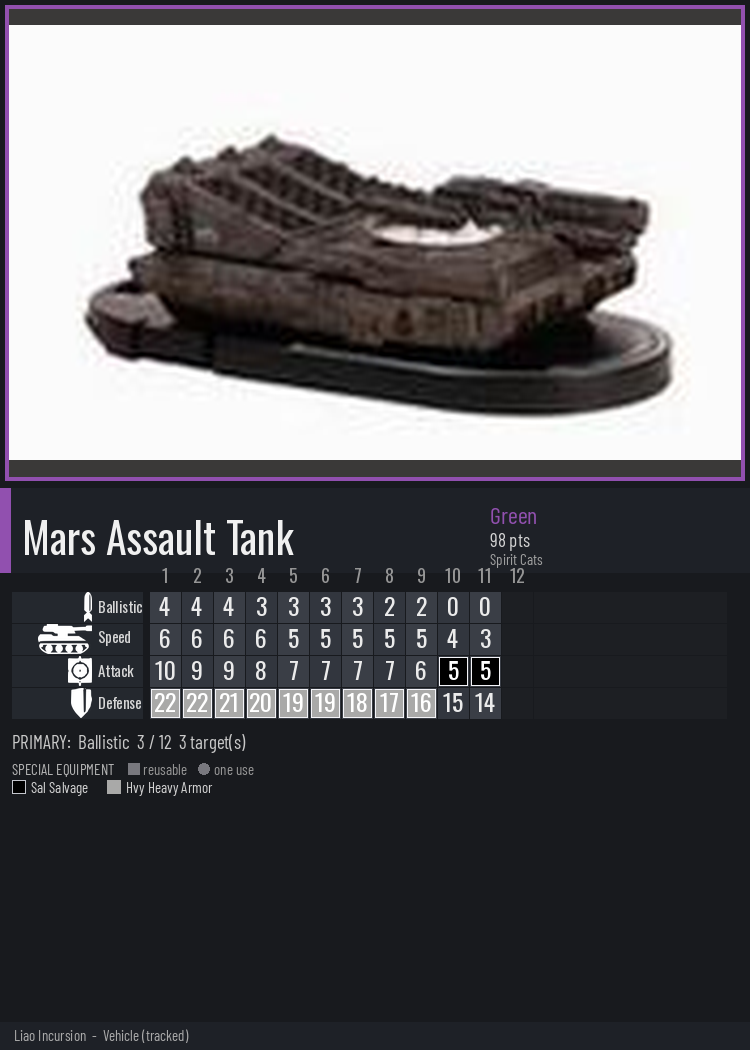 Mars Assault Tank
Green
98 pts
Spirit Cats
1 2 3 4 5 6 7 8 9 10 11 12
Ballistic 4 4 4 3 3 3 3 2 2 0 0
Speed 6 6 6 6 5 5 5 5 5 4 3
Attack 10 9 9 8 7 7 7 7 6 5 5
Defense 22 22 21 20 19 19 18 17 16 15 14
PRIMARY: Ballistic 3 / 12 3 target(s)
SPECIAL EQUIPMENT reusable one use
Sal Salvage Hvy Heavy Armor
Liao Incursion - Vehicle (tracked)